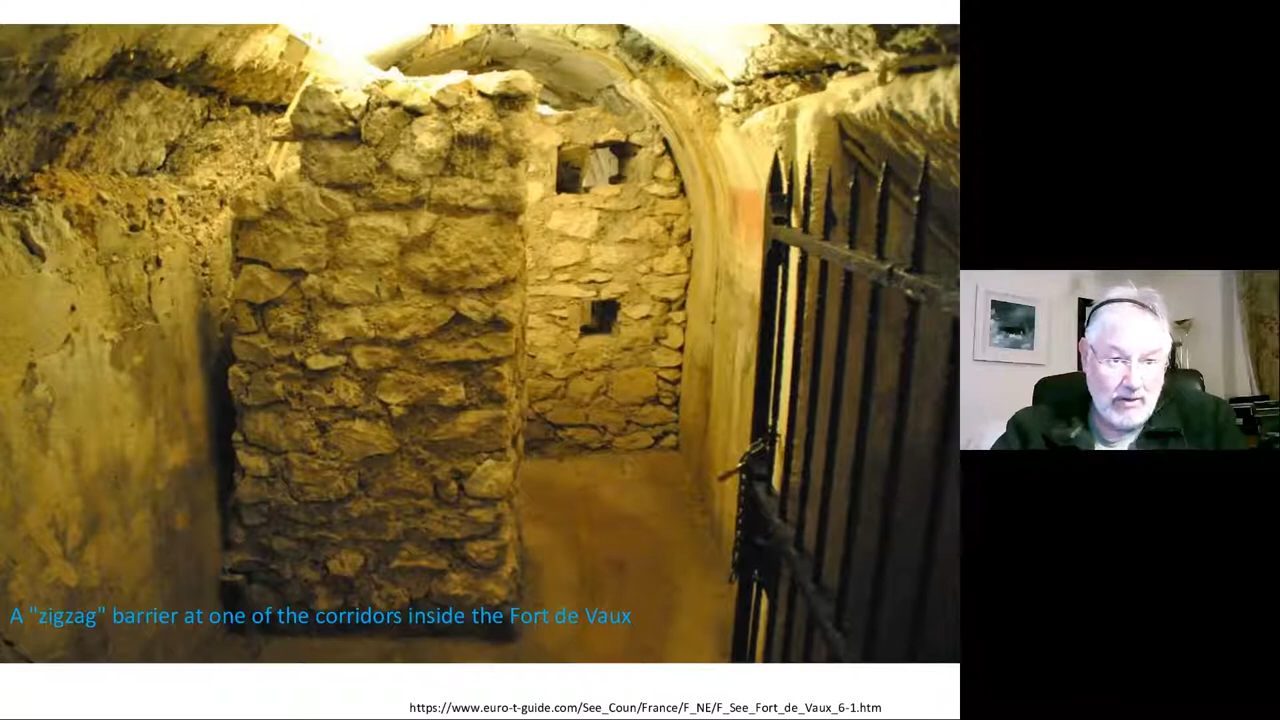 A "zigzag" barrier at one of the corridors inside the Fort de Vaux
https://www.euro-t-guide.com/See_Coun/France/F_NE/F_See_Fort_de_Vaux_6-1.htm